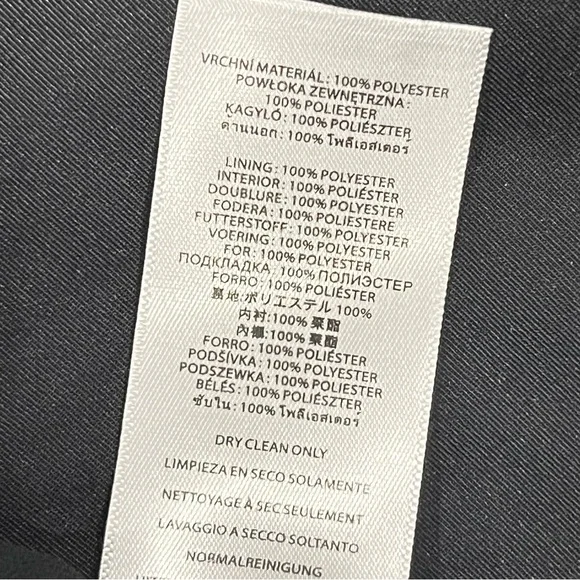 VRCHNÍ MATERIÁL: 100% POLYESTER
POWŁOKA ZEWNĘTRZNA:
100% POLIESTER
KAGYLÓ: 100% POLIÉSZTER
ด้านนอก: 100% โพลีเอสเตอร์
LINING: 100% POLYESTER
INTERIOR: 100% POLIÉSTER
DOUBLURE: 100% POLYESTER
FODERA: 100% POLIESTERE
FUTTERSTOFF: 100% POLYESTER
VOERING: 100% POLYESTER
FOR: 100% POLYESTER
ПОДКЛАДКА: 100% ПОЛИЭСТЕР
FORRO: 100% POLIÉSTER
裏地:ポリエステル 100%
内衬:100% 聚酯
內襯:100% 聚酯
FORRO: 100% POLIÉSTER
PODŠÍVKA: 100% POLYESTER
PODSZEWKA: 100% POLIESTER
BÉLÉS: 100% POLIÉSZTER
ซับใน: 100% โพลีเอสเตอร์
DRY CLEAN ONLY
LIMPIEZA EN SECO SOLAMENTE
NETTOYAGE À SEC SEULEMENT
LAVAGGIO A SECCO SOLTANTO
NORMALREINIGUNG